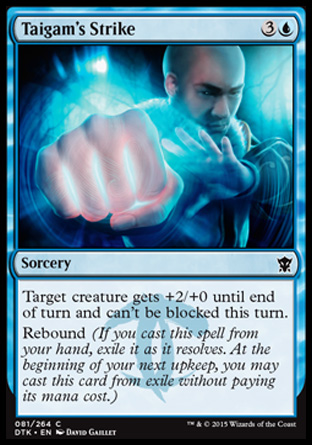 Taigam's Strike 3
Sorcery
Target creature gets +2/+0 until end
of turn and can't be blocked this turn.
Rebound (If you cast this spell from
your hand, exile it as it resolves. At the
beginning of your next upkeep, you may
cast this card from exile without paying
its mana cost.)
081/264 C
DTK • EN DAVID GAILLET
™ & © 2015 Wizards of the Coast